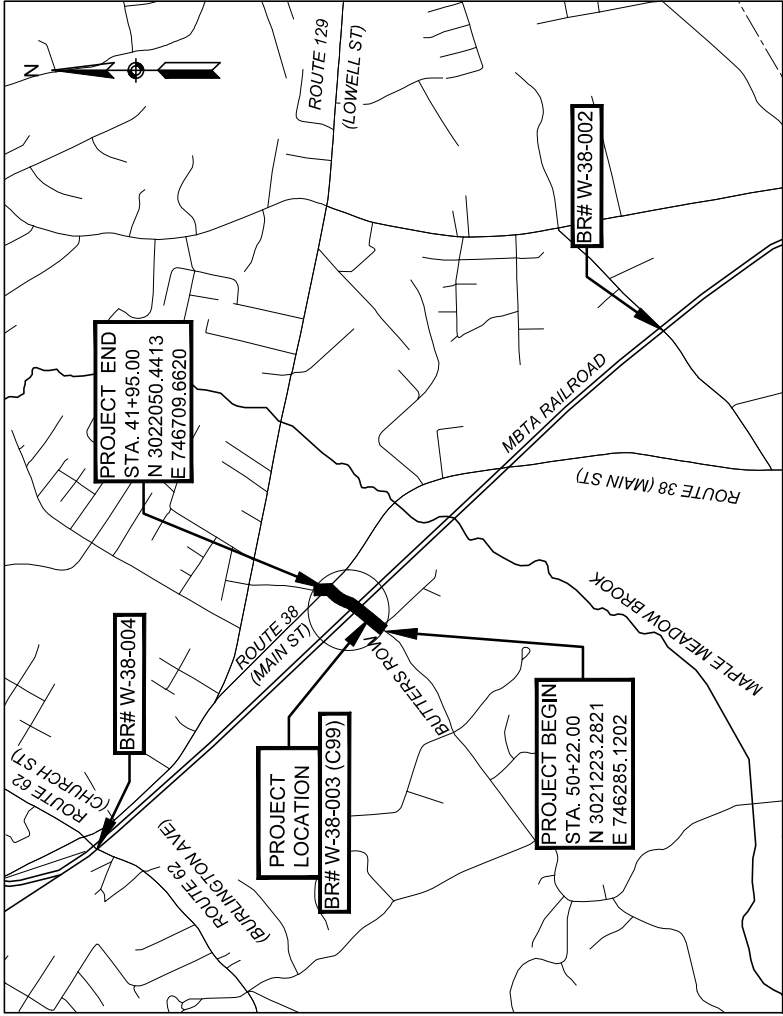 N
ROUTE 129
(LOWELL ST)
BR# W-38-002
PROJECT END
STA. 41+95.00
N 3022050.4413
E 746709.6620
MBTA RAILROAD
ROUTE 38 (MAIN ST)
BR# W-38-004
ROUTE 38
(MAIN ST)
BUTTERS ROW
MAPLE MEADOW BROOK
ROUTE 62
(CHURCH ST)
PROJECT
LOCATION
BR# W-38-003 (C99)
PROJECT BEGIN
STA. 50+22.00
N 3021223.2821
E 746285.1202
ROUTE 62
(BURLINGTON AVE)